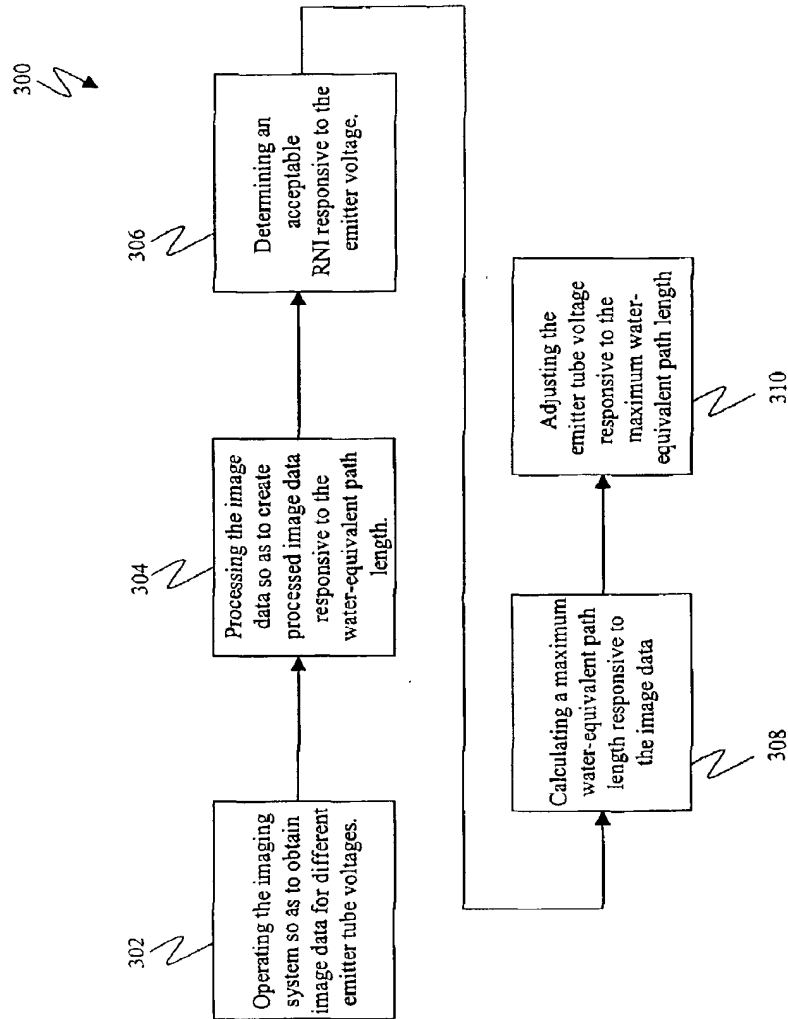 300
302
Operating the imaging
system so as to obtain
image data for different
emitter tube voltages.
304
Processing the image
data so as to create
processed image data
responsive to the
water-equivalent path
length.
306
Determining an
acceptable
RNI responsive to the
emitter voltage.
308
Calculating a maximum
water-equivalent path
length responsive to
the image data
310
Adjusting the
emitter tube voltage
responsive to the
maximum water-
equivalent path length